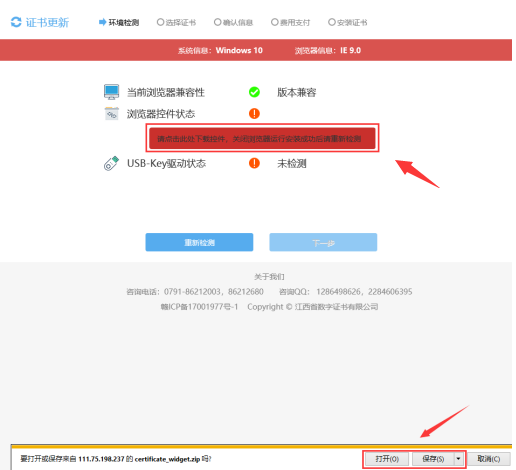 证书更新 环境检测 选择证书 确认信息 费用支付 安装证书
系统信息：Windows 10 浏览器信息：IE 9.0
当前浏览器兼容性 版本兼容
浏览器控件状态
请点击此处下载控件，关闭浏览器运行安装成功后请重新检测
USB-Key驱动状态 未检测
重新检测 下一步
关于我们
咨询电话：0791-86212003，86212680 咨询QQ： 1286498626，2284606395
赣ICP备17001977号-1 Copyright © 江西省数字证书有限公司
要打开或保存来自 111.75.198.237 的 certificate_widget.zip 吗? 打开(O) 保存(S) 取消(C)